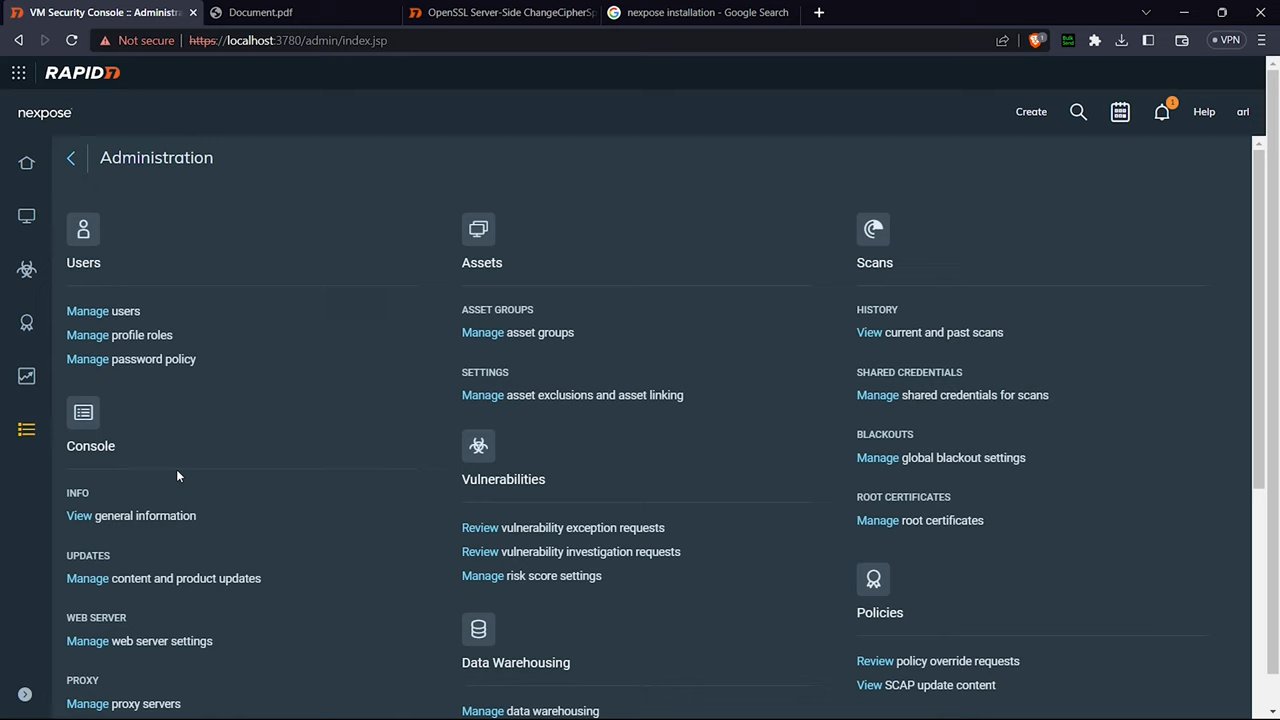 VM Security Console :: Administra
Document.pdf
OpenSSL Server-Side ChangeCipherSp
nexpose installation - Google Search
Not secure
https://localhost:3780/admin/index.jsp
1
VPN
RAPID7
nexpose
Create
1
Help
arl
Administration
Users
Manage users
Manage profile roles
Manage password policy
Console
INFO
View general information
UPDATES
Manage content and product updates
WEB SERVER
Manage web server settings
PROXY
Manage proxy servers
Assets
ASSET GROUPS
Manage asset groups
SETTINGS
Manage asset exclusions and asset linking
Vulnerabilities
Review vulnerability exception requests
Review vulnerability investigation requests
Manage risk score settings
Data Warehousing
Manage data warehousing
Scans
HISTORY
View current and past scans
SHARED CREDENTIALS
Manage shared credentials for scans
BLACKOUTS
Manage global blackout settings
ROOT CERTIFICATES
Manage root certificates
Policies
Review policy override requests
View SCAP update content